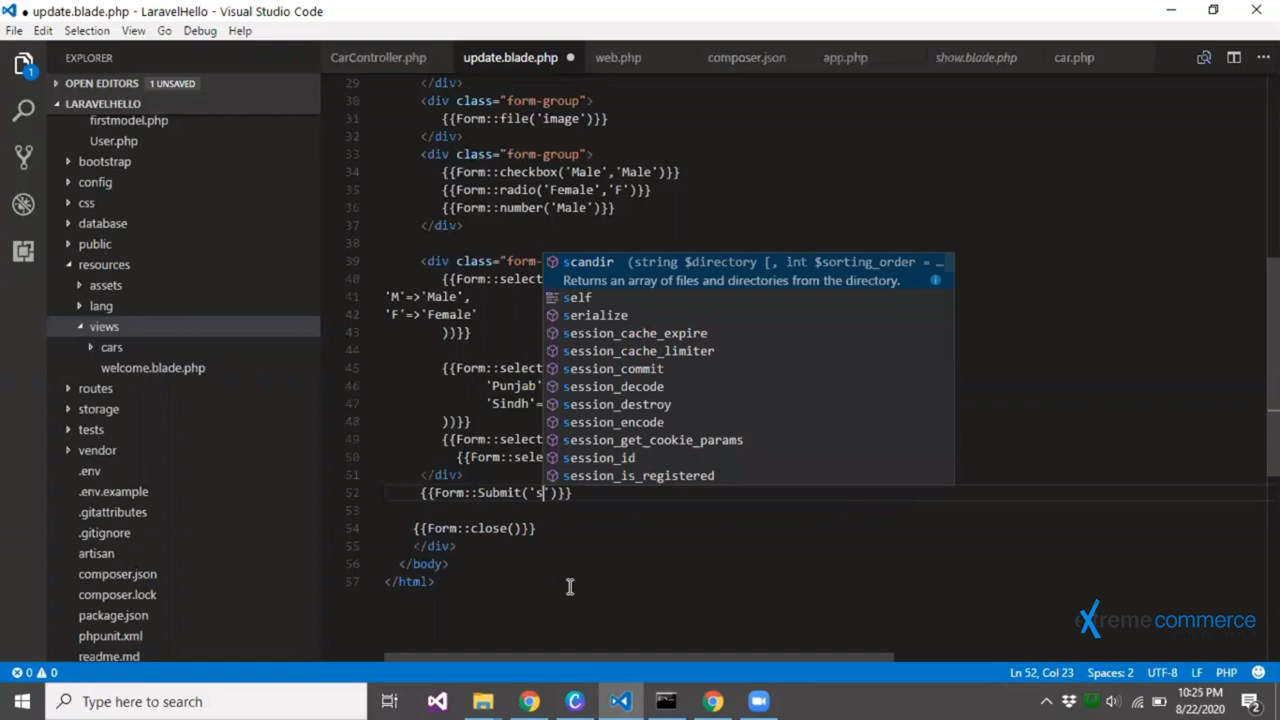 update.blade.php - LaravelHello - Visual Studio Code
File Edit Selection View Go Debug Help
EXPLORER
OPEN EDITORS 1 UNSAVED
LARAVELHELLO
firstmodel.php
User.php
bootstrap
config
css
database
public
resources
assets
lang
views
cars
welcome.blade.php
routes
storage
tests
vendor
.env
.env.example
.gitattributes
.gitignore
artisan
composer.json
composer.lock
package.json
phpunit.xml
readme.md
1
CarController.php update.blade.php web.php composer.json app.php show.blade.php car.php
29 </div>
30 <div class="form-group">
31 {{Form::file('image')}}
32 </div>
33 <div class="form-group">
34 {{Form::checkbox('Male','Male')}}
35 {{Form::radio('Female','F')}}
36 {{Form::number('Male')}}
37 </div>
38
39 <div class="form-
40 {{Form::select
41 'M'=>'Male',
42 'F'=>'Female'
43 ))}}
44
45 {{Form::select
46 'Punjab'
47 'Sindh'=
48 ))}}
49 {{Form::select
50 {{Form::sele
51 </div>
52 {{Form::Submit('s')}}
53
54 {{Form::close()}}
55 </div>
56 </body>
57 </html>
scandir (string $directory [, int $sorting_order = …
Returns an array of files and directories from the directory.
self
serialize
session_cache_expire
session_cache_limiter
session_commit
session_decode
session_destroy
session_encode
session_get_cookie_params
session_id
session_is_registered
extremecommerce
0 0
Ln 52, Col 23 Spaces: 2 UTF-8 LF PHP
Type here to search
10:25 PM
8/22/2020
2